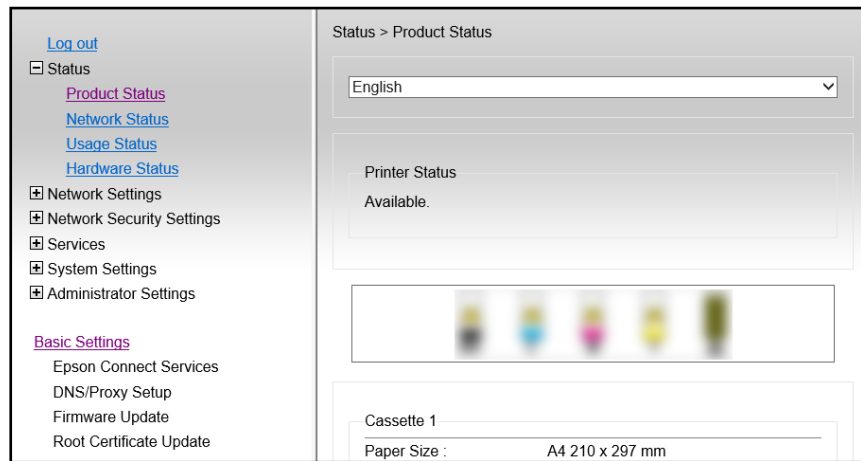 Log out
Status
Product Status
Network Status
Usage Status
Hardware Status
Network Settings
Network Security Settings
Services
System Settings
Administrator Settings
Basic Settings
Epson Connect Services
DNS/Proxy Setup
Firmware Update
Root Certificate Update
Status > Product Status
English
Printer Status
Available.
Cassette 1
Paper Size : A4 210 x 297 mm